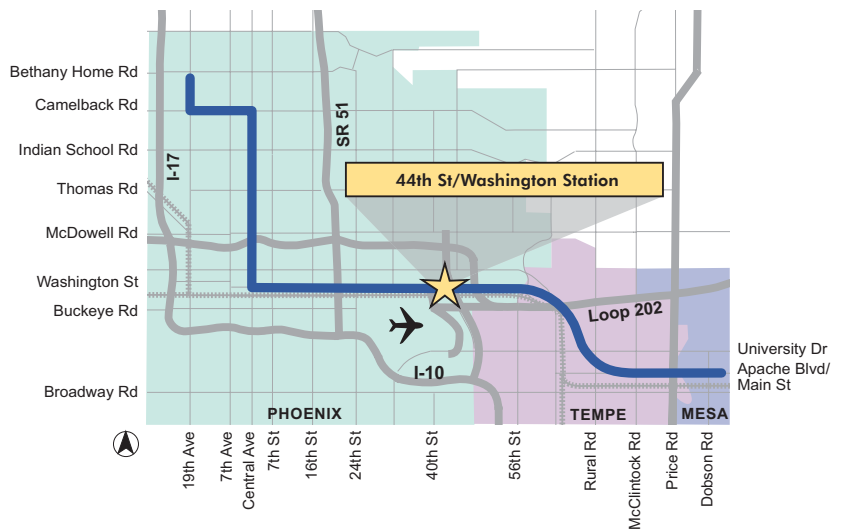 Bethany Home Rd
Camelback Rd
Indian School Rd
Thomas Rd
McDowell Rd
Washington St
Buckeye Rd
Broadway Rd
I-17
SR 51
44th St/Washington Station
Loop 202
I-10
University Dr
Apache Blvd/
Main St
PHOENIX
TEMPE
MESA
19th Ave
7th Ave
Central Ave
7th St
16th St
24th St
40th St
56th St
Rural Rd
McClintock Rd
Price Rd
Dobson Rd